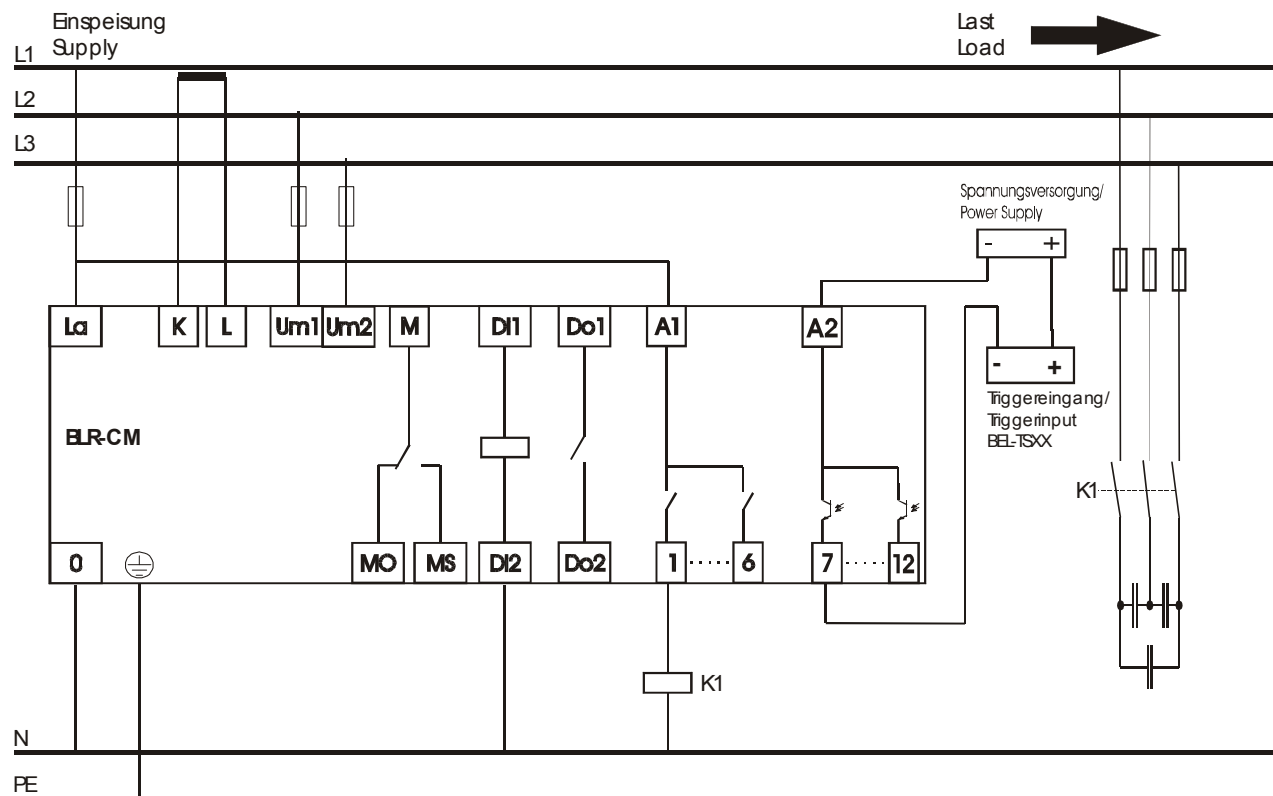 Einspeisung
Supply
Last
Load
L1
L2
L3
Spannungsversorgung/
Power Supply
- +
La K L Um1 Um2 M DI1 Do1 A1 A2
- +
Triggereingang/
Triggerinput
BEL-TSXX
BLR-CM
K1
0 MO MS DI2 Do2 1 ...... 6 7 ...... 12
K1
N
PE